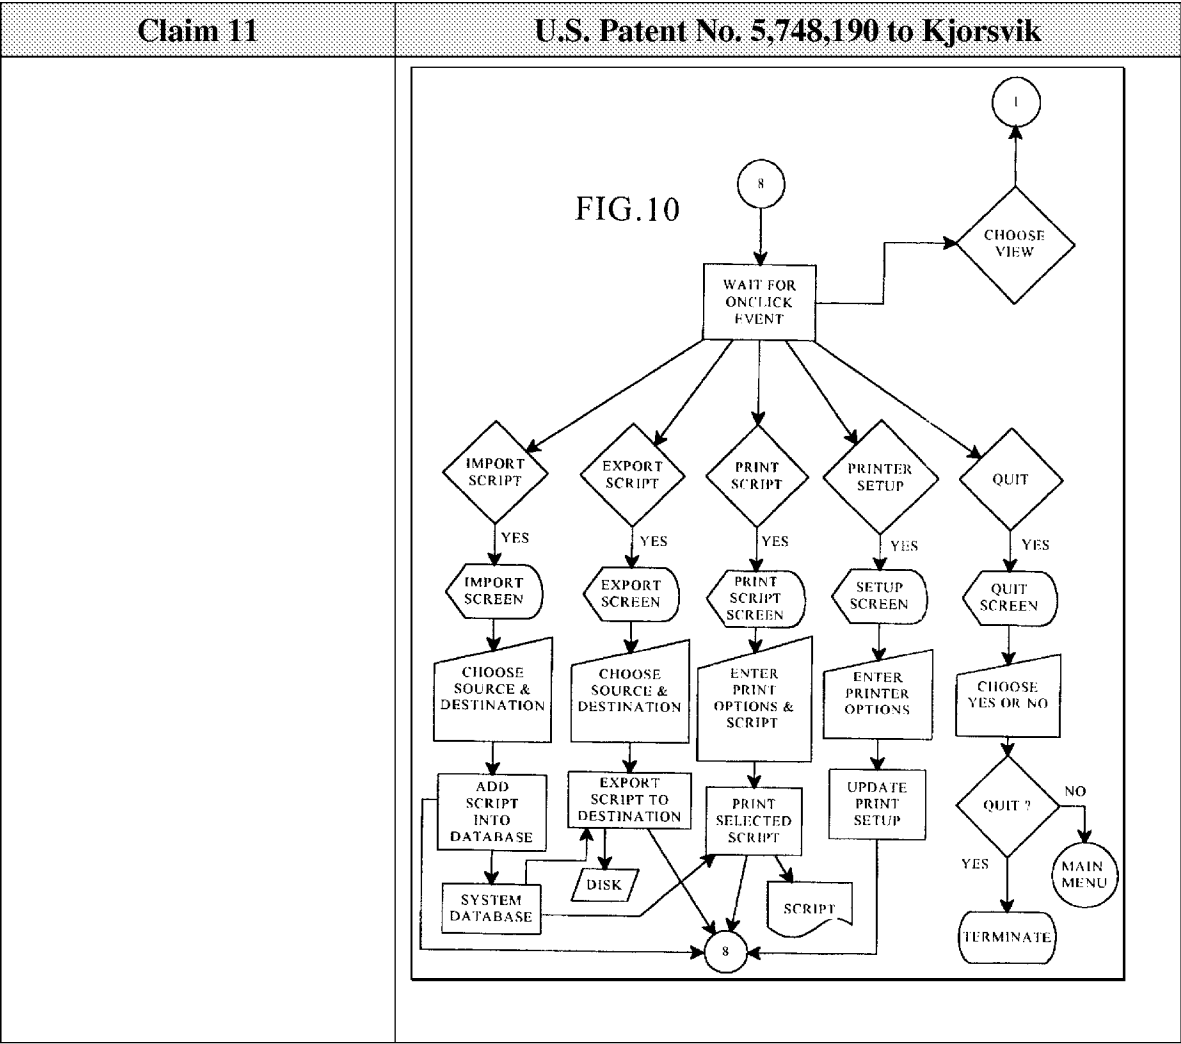 Claim 11
U.S. Patent No. 5,748,190 to Kjorsvik
1
8
FIG.10
CHOOSE
VIEW
WAIT FOR
ONCLICK
EVENT
IMPORT
SCRIPT
EXPORT
SCRIPT
PRINT
SCRIPT
PRINTER
SETUP
QUIT
YES
YES
YES
YES
YES
IMPORT
SCREEN
EXPORT
SCREEN
PRINT
SCRIPT
SCREEN
SETUP
SCREEN
QUIT
SCREEN
CHOOSE
SOURCE &
DESTINATION
CHOOSE
SOURCE &
DESTINATION
ENTER
PRINT
OPTIONS &
SCRIPT
ENTER
PRINTER
OPTIONS
CHOOSE
YES OR NO
ADD
SCRIPT
INTO
DATABASE
EXPORT
SCRIPT TO
DESTINATION
PRINT
SELECTED
SCRIPT
UPDATE
PRINT
SETUP
QUIT ?
NO
YES
MAIN
MENU
SYSTEM
DATABASE
DISK
SCRIPT
8
TERMINATE